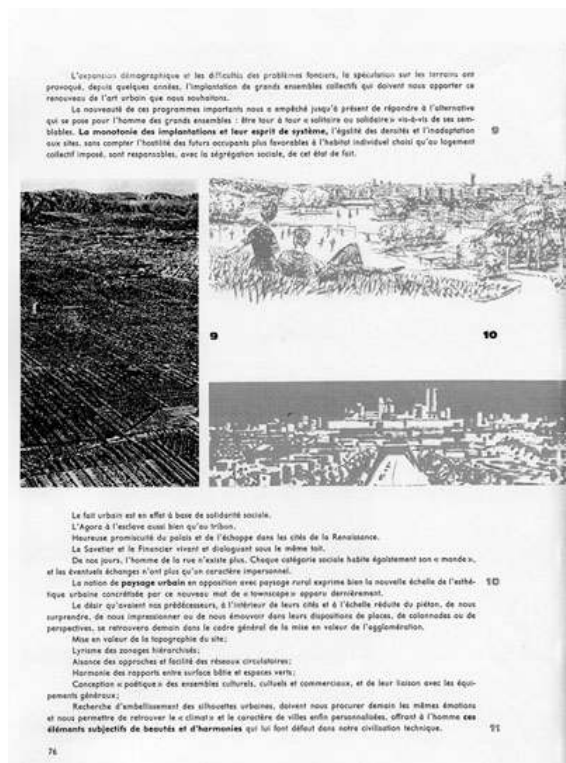 L'expansion démographique et les difficultés des problèmes fonciers, la spéculation sur les terrains ont
provoqué, depuis quelques années, l'implantation de grands ensembles collectifs qui doivent nous apporter ce
renouveau de l'art urbain que nous souhaitons.
La nouveauté de ces programmes importants nous a empêché jusqu'à présent de répondre à l'alternative
qui se pose pour l'homme des grands ensembles : être tour à tour « solitaire ou solidaire » vis-à-vis de ses sem-
blables. La monotonie des implantations et leur esprit de système, l'égalité des densités et l'inadaptation
aux sites, sans compter l'hostilité des futurs occupants plus favorables à l'habitat individuel choisi qu'au logement
collectif imposé, sont responsables, avec la ségrégation sociale, de cet état de fait.
9
9
10
Le fait urbain est en effet à base de solidarité sociale.
L'Agora à l'esclave aussi bien qu'au tribun.
Heureuse promiscuité du palais et de l'échoppe dans les cités de la Renaissance.
Le Savetier et le Financier vivant et dialoguant sous le même toit.
De nos jours, l'homme de la rue n'existe plus. Chaque catégorie sociale habite égoïstement son « monde »,
et les éventuels échanges n'ont plus qu'un caractère impersonnel.
La notion de paysage urbain en opposition avec paysage rural exprime bien la nouvelle échelle de l'esthé-
tique urbaine concrétisée par ce nouveau mot de « townscape » apparu dernièrement.
10
Le désir qu'avaient nos prédécesseurs, à l'intérieur de leurs cités et à l'échelle réduite du piéton, de nous
surprendre, de nous impressionner ou de nous émouvoir dans leurs dispositions de places, de colonnades ou de
perspectives, se retrouvera demain dans le cadre général de la mise en valeur de l'agglomération.
Mise en valeur de la topographie du site;
Lyrisme des zonages hiérarchisés;
Aisance des approches et facilité des réseaux circulatoires;
Harmonie des rapports entre surface bâtie et espaces verts;
Conception « poétique » des ensembles culturels, cultuels et commerciaux, et de leur liaison avec les équi-
pements généraux;
Recherche d'embellissement des silhouettes urbaines, doivent nous procurer demain les mêmes émotions
et nous permettre de retrouver le « climat » et le caractère de villes enfin personnalisées, offrant à l'homme ces
éléments subjectifs de beautés et d'harmonies qui lui font défaut dans notre civilisation technique.
11
76